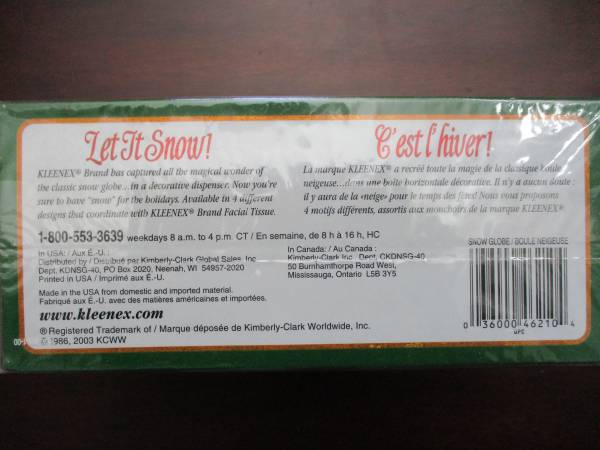 Let It Snow!
KLEENEX® Brand has captured all the magical wonder of
the classic snow globe...in a decorative dispenser. Now you're
sure to have "snow" for the holidays. Available in 4 different
designs that coordinate with KLEENEX® Brand Facial Tissue.
C'est l'hiver!
La marque KLEENEX® a recréé toute la magie de la classique boule
neigeuse...dans une boîte horizontale décorative. Il n'y a aucun doute :
il y aura de la «neige» pour le temps des fêtes! Nous vous proposons
4 motifs différents, assortis aux mouchoirs de la marque KLEENEX®
1-800-553-3639 weekdays 8 a.m. to 4 p.m. CT / En semaine, de 8 h à 16 h, HC
In USA: / Aux É.-U. :
Distributed by / Distribué par Kimberly-Clark Global Sales, Inc.
Dept. KDNSG-40, PO Box 2020, Neenah, WI 54957-2020
Printed in USA / Imprimé aux É.-U.
In Canada: / Au Canada :
Kimberly-Clark Inc., Dept. CKDNSG-40
50 Burnhamthorpe Road West,
Mississauga, Ontario L5B 3Y5
Made in the USA from domestic and imported material.
Fabriqué aux É.-U. avec des matières américaines et importées.
www.kleenex.com
® Registered Trademark of / Marque déposée de Kimberly-Clark Worldwide, Inc.
© 1986, 2003 KCWW
SNOW GLOBE / BOULE NEIGEUSE
0 36000 46210 4
UPC